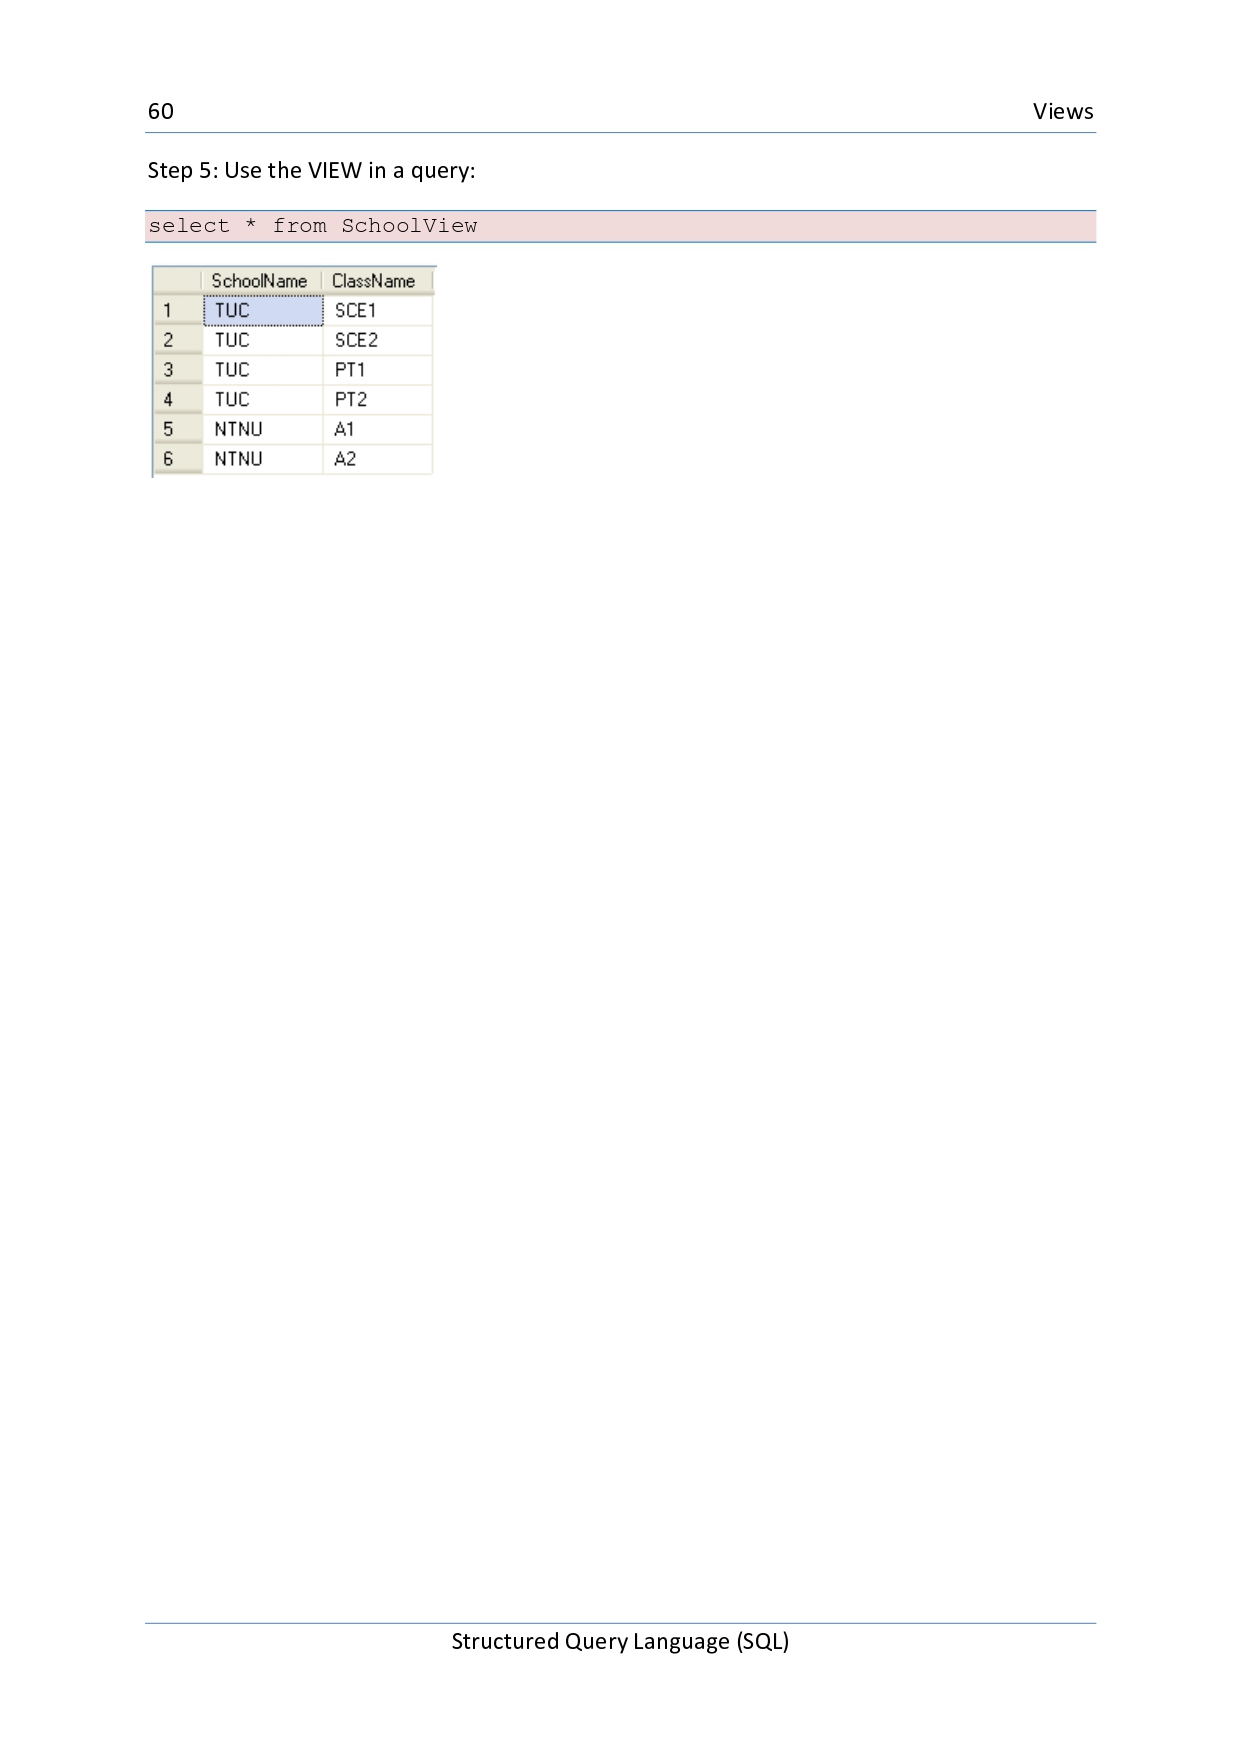 60 Views
Step 5: Use the VIEW in a query:
select * from SchoolView
SchoolName ClassName
1 TUC SCE1
2 TUC SCE2
3 TUC PT1
4 TUC PT2
5 NTNU A1
6 NTNU A2
Structured Query Language (SQL)